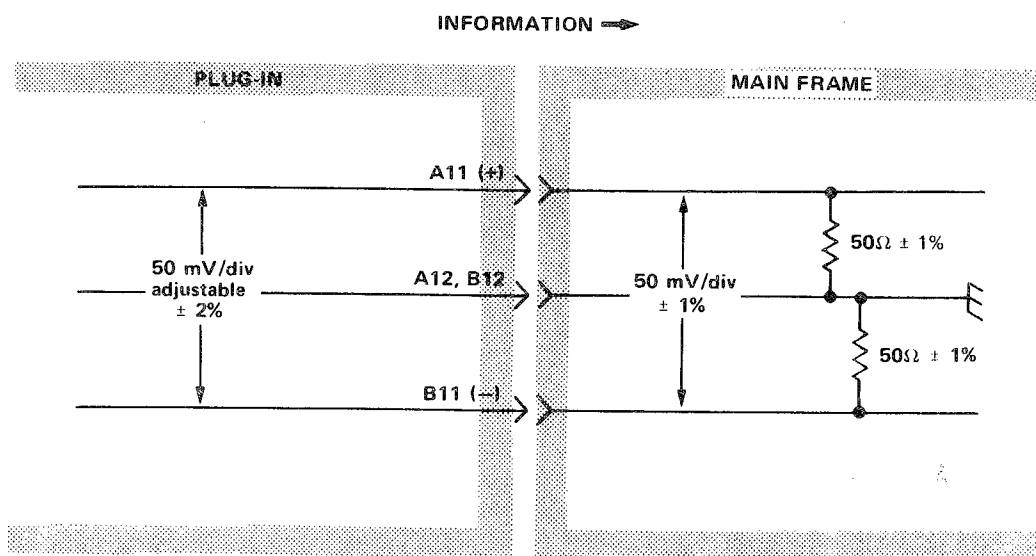 INFORMATION
PLUG-IN
MAIN FRAME
A11 (+)
50Ω ± 1%
50 mV/div
adjustable
± 2%
A12, B12
50 mV/div
± 1%
50Ω ± 1%
B11 (−)